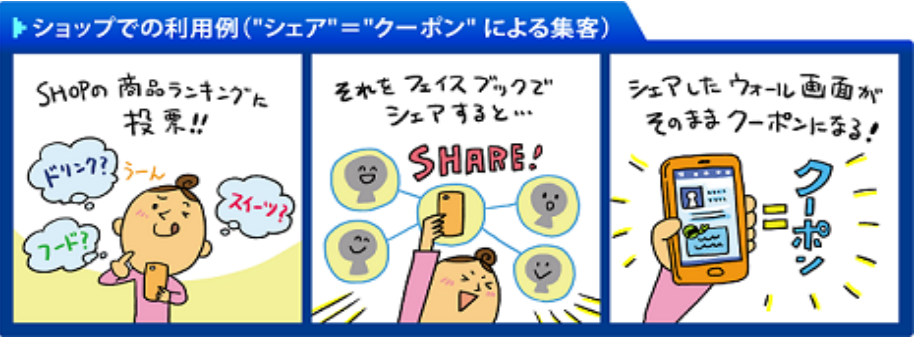 ショップでの利用例("シェア"="クーポン" による集客)
SHOPの 商品ランキングに
投票!!
ドリンク?
うーん
スイーツ?
フード?
それを フェイスブックで
シェアすると…
SHARE!
シェアした ウォール画面が
そのまま クーポンになる!
=
クーポン